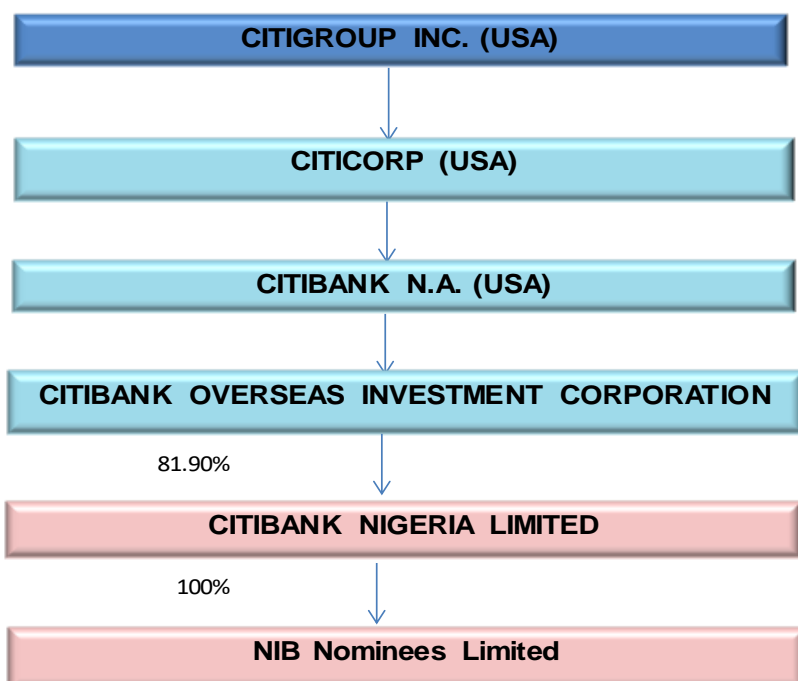 CITIGROUP INC. (USA)
CITICORP (USA)
CITIBANK N.A. (USA)
CITIBANK OVERSEAS INVESTMENT CORPORATION
81.90%
CITIBANK NIGERIA LIMITED
100%
NIB Nominees Limited